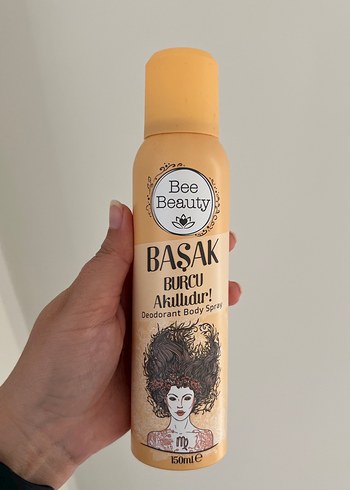 Bee
Beauty
BAŞAK
BURCU
Akıllıdır!
Deodorant Body Spray
♍
150ml ℮